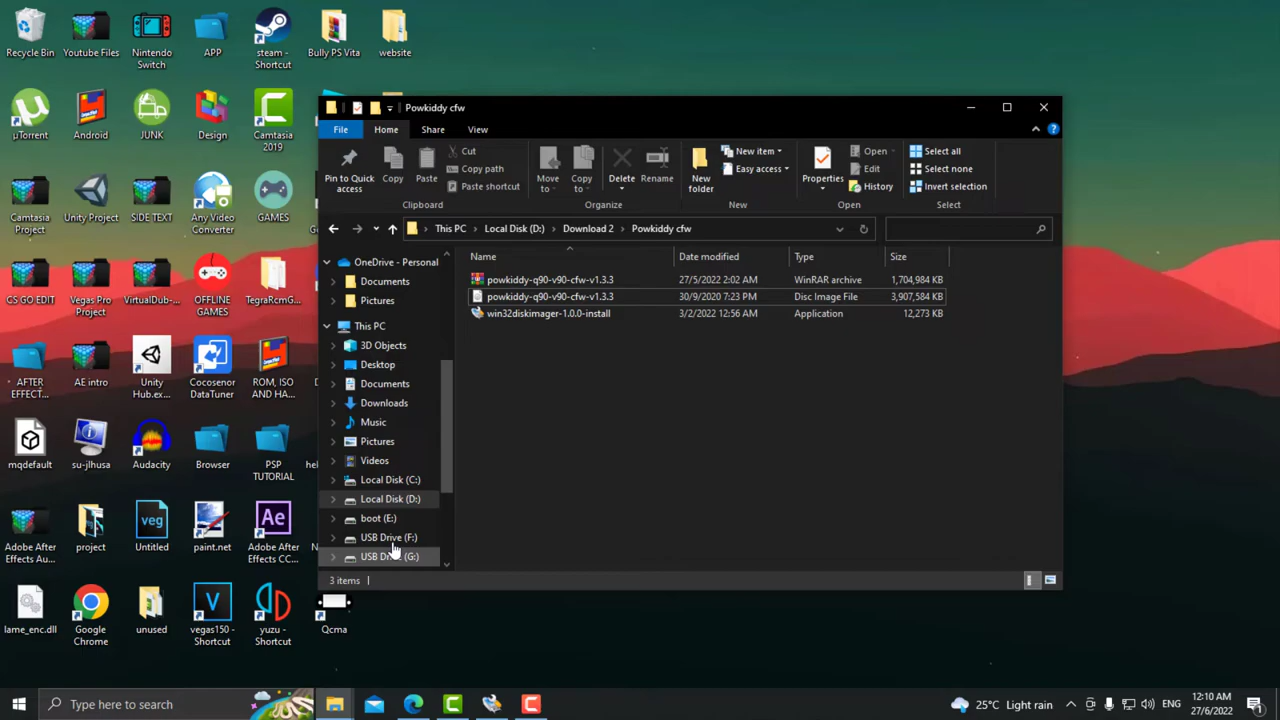 Recycle Bin
Youtube Files
Nintendo Switch
APP
steam - Shortcut
Bully PS Vita
website
µTorrent
Android
JUNK
Design
Camtasia 2019
Camtasia Project
Unity Project
SIDE TEXT
Any Video Converter
GAMES
CS GO EDIT
Vegas Pro Project
VirtualDub-...
OFFLINE GAMES
TegraRcmG...
AFTER EFFECT...
AE intro
Unity Hub.ex...
Cocosenor DataTuner
ROM, ISO AND HA...
mqdefault
su-jlhusa
Audacity
Browser
PSP TUTORIAL
Adobe After Effects Au...
project
Untitled
paint.net
Adobe After Effects CC...
lame_enc.dll
Google Chrome
unused
vegas150 - Shortcut
yuzu - Shortcut
Qcma
Powkiddy cfw
File
Home
Share
View
Pin to Quick access
Copy
Paste
Cut
Copy path
Paste shortcut
Clipboard
Move to
Copy to
Delete
Rename
Organize
New folder
New item
Easy access
New
Properties
Open
Edit
History
Open
Select all
Select none
Invert selection
Select
This PC > Local Disk (D:) > Download 2 > Powkiddy cfw
Name Date modified Type Size
powkiddy-q90-v90-cfw-v1.3.3 27/5/2022 2:02 AM WinRAR archive 1,704,984 KB
powkiddy-q90-v90-cfw-v1.3.3 30/9/2020 7:23 PM Disc Image File 3,907,584 KB
win32diskimager-1.0.0-install 3/2/2022 12:56 AM Application 12,273 KB
OneDrive - Personal
Documents
Pictures
This PC
3D Objects
Desktop
Documents
Downloads
Music
Pictures
Videos
Local Disk (C:)
Local Disk (D:)
boot (E:)
USB Drive (F:)
USB Drive (G:)
3 items
Type here to search
25°C Light rain
12:10 AM
27/6/2022
1